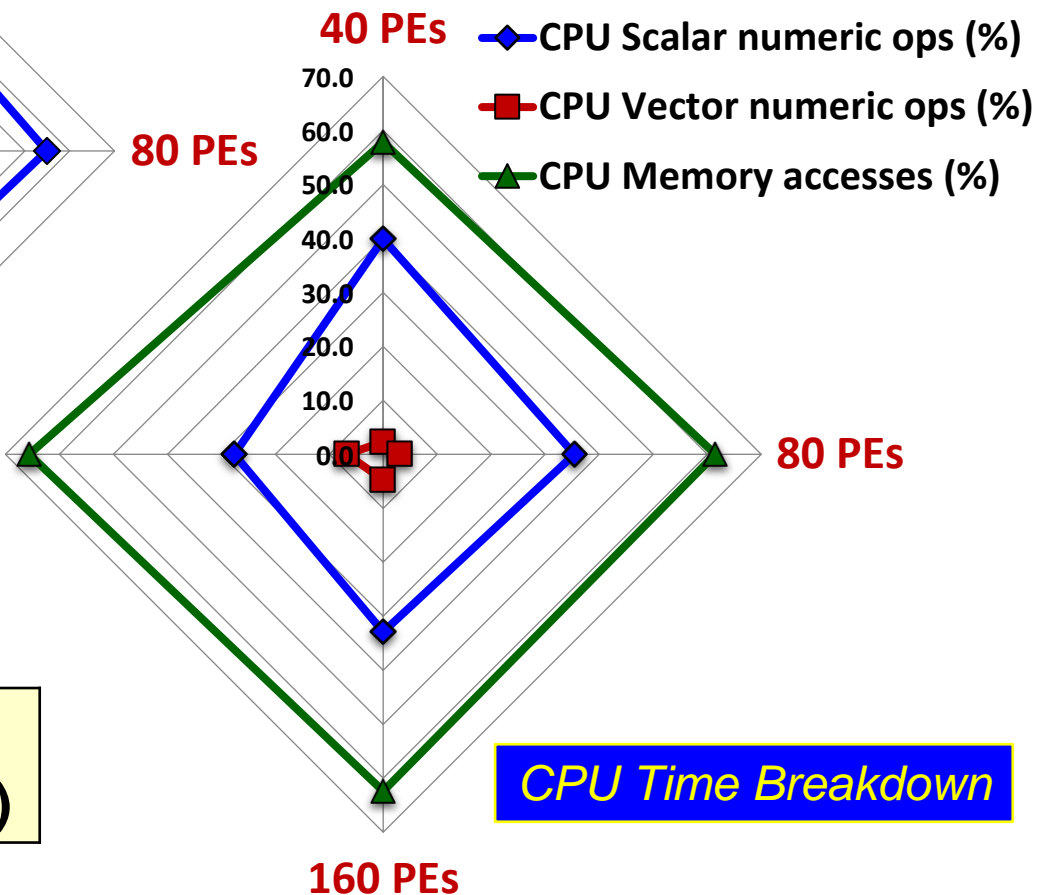 40 PEs
CPU Scalar numeric ops (%)
CPU Vector numeric ops (%)
CPU Memory accesses (%)
70.0
60.0
50.0
40.0
30.0
20.0
10.0
0.0
80 PEs
80 PEs
160 PEs
)
CPU Time Breakdown